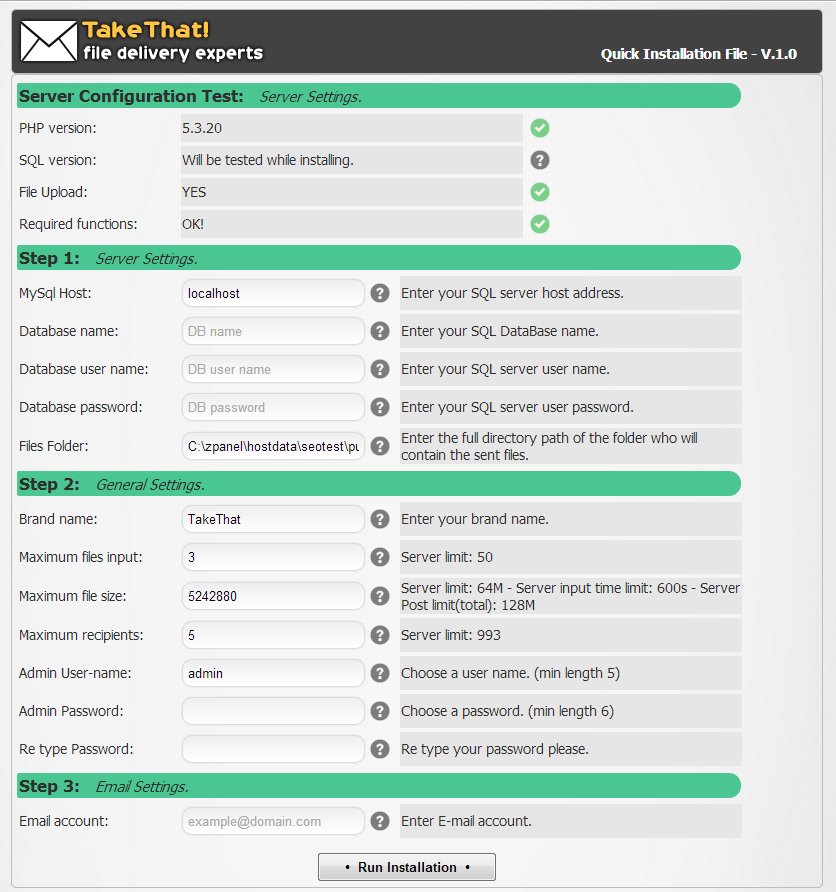 TakeThat!
file delivery experts
Quick Installation File - V.1.0
Server Configuration Test: Server Settings.
PHP version: 5.3.20
SQL version: Will be tested while installing. ?
File Upload: YES
Required functions: OK!
Step 1: Server Settings.
MySql Host: localhost ? Enter your SQL server host address.
Database name: DB name ? Enter your SQL DataBase name.
Database user name: DB user name ? Enter your SQL server user name.
Database password: DB password ? Enter your SQL server user password.
Files Folder: C:\zpanel\hostdata\seotest\pu ? Enter the full directory path of the folder who will
contain the sent files.
Step 2: General Settings.
Brand name: TakeThat ? Enter your brand name.
Maximum files input: 3 ? Server limit: 50
Maximum file size: 5242880 ? Server limit: 64M - Server input time limit: 600s - Server
Post limit(total): 128M
Maximum recipients: 5 ? Server limit: 993
Admin User-name: admin ? Choose a user name. (min length 5)
Admin Password: ? Choose a password. (min length 6)
Re type Password: ? Re type your password please.
Step 3: Email Settings.
Email account: example@domain.com ? Enter E-mail account.
• Run Installation •